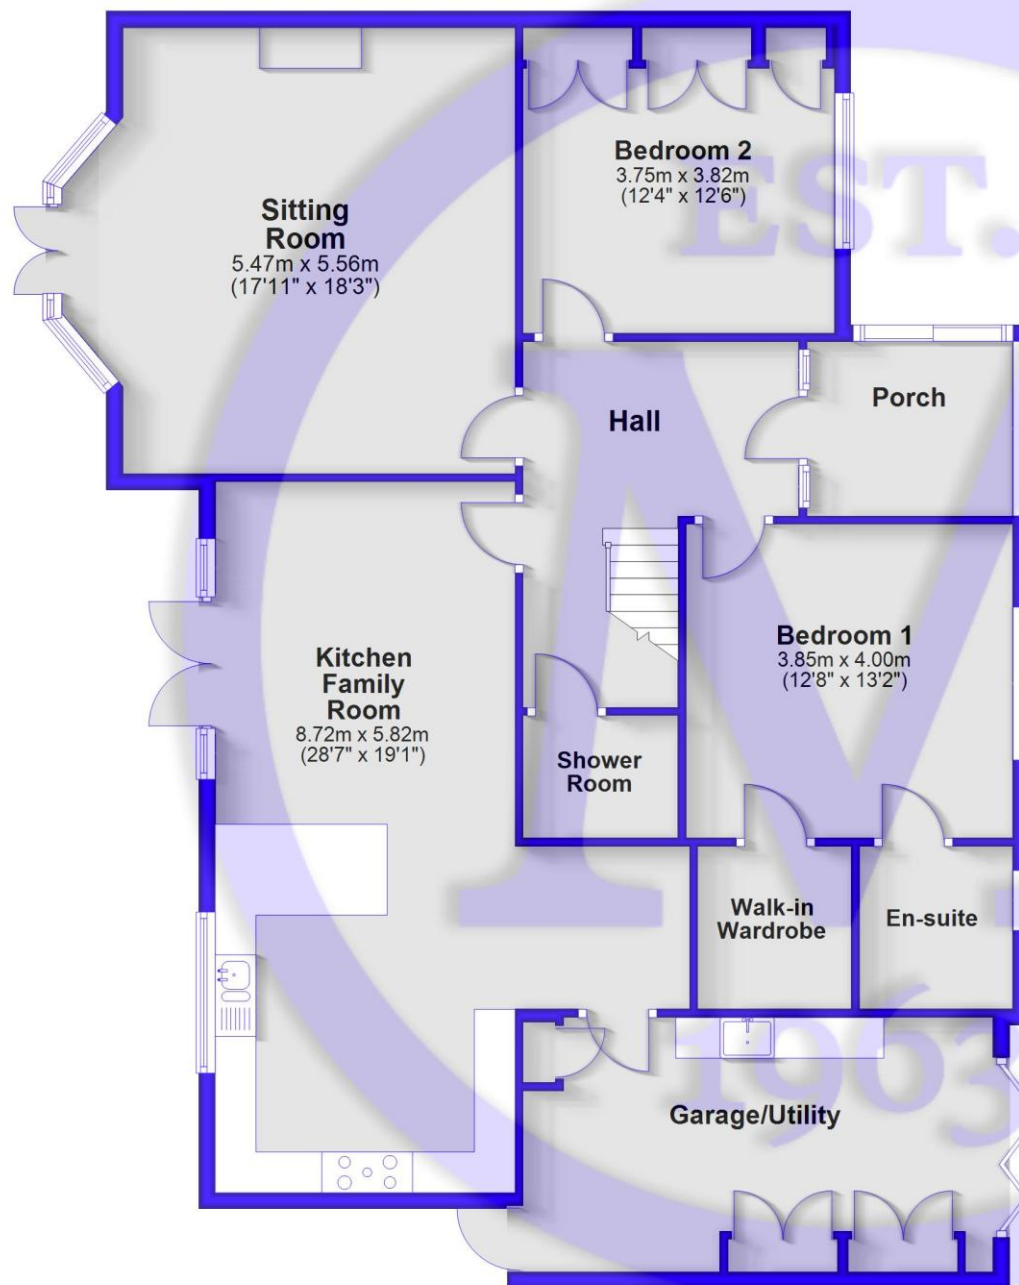 EST.
Bedroom 2
3.75m x 3.82m
(12'4" x 12'6")
Sitting
Room
5.47m x 5.56m
(17'11" x 18'3")
Porch
Hall
M
Bedroom 1
3.85m x 4.00m
(12'8" x 13'2")
Kitchen
Family
Room
8.72m x 5.82m
(28'7" x 19'1")
Shower
Room
Walk-in
Wardrobe
En-suite
1963
Garage/Utility